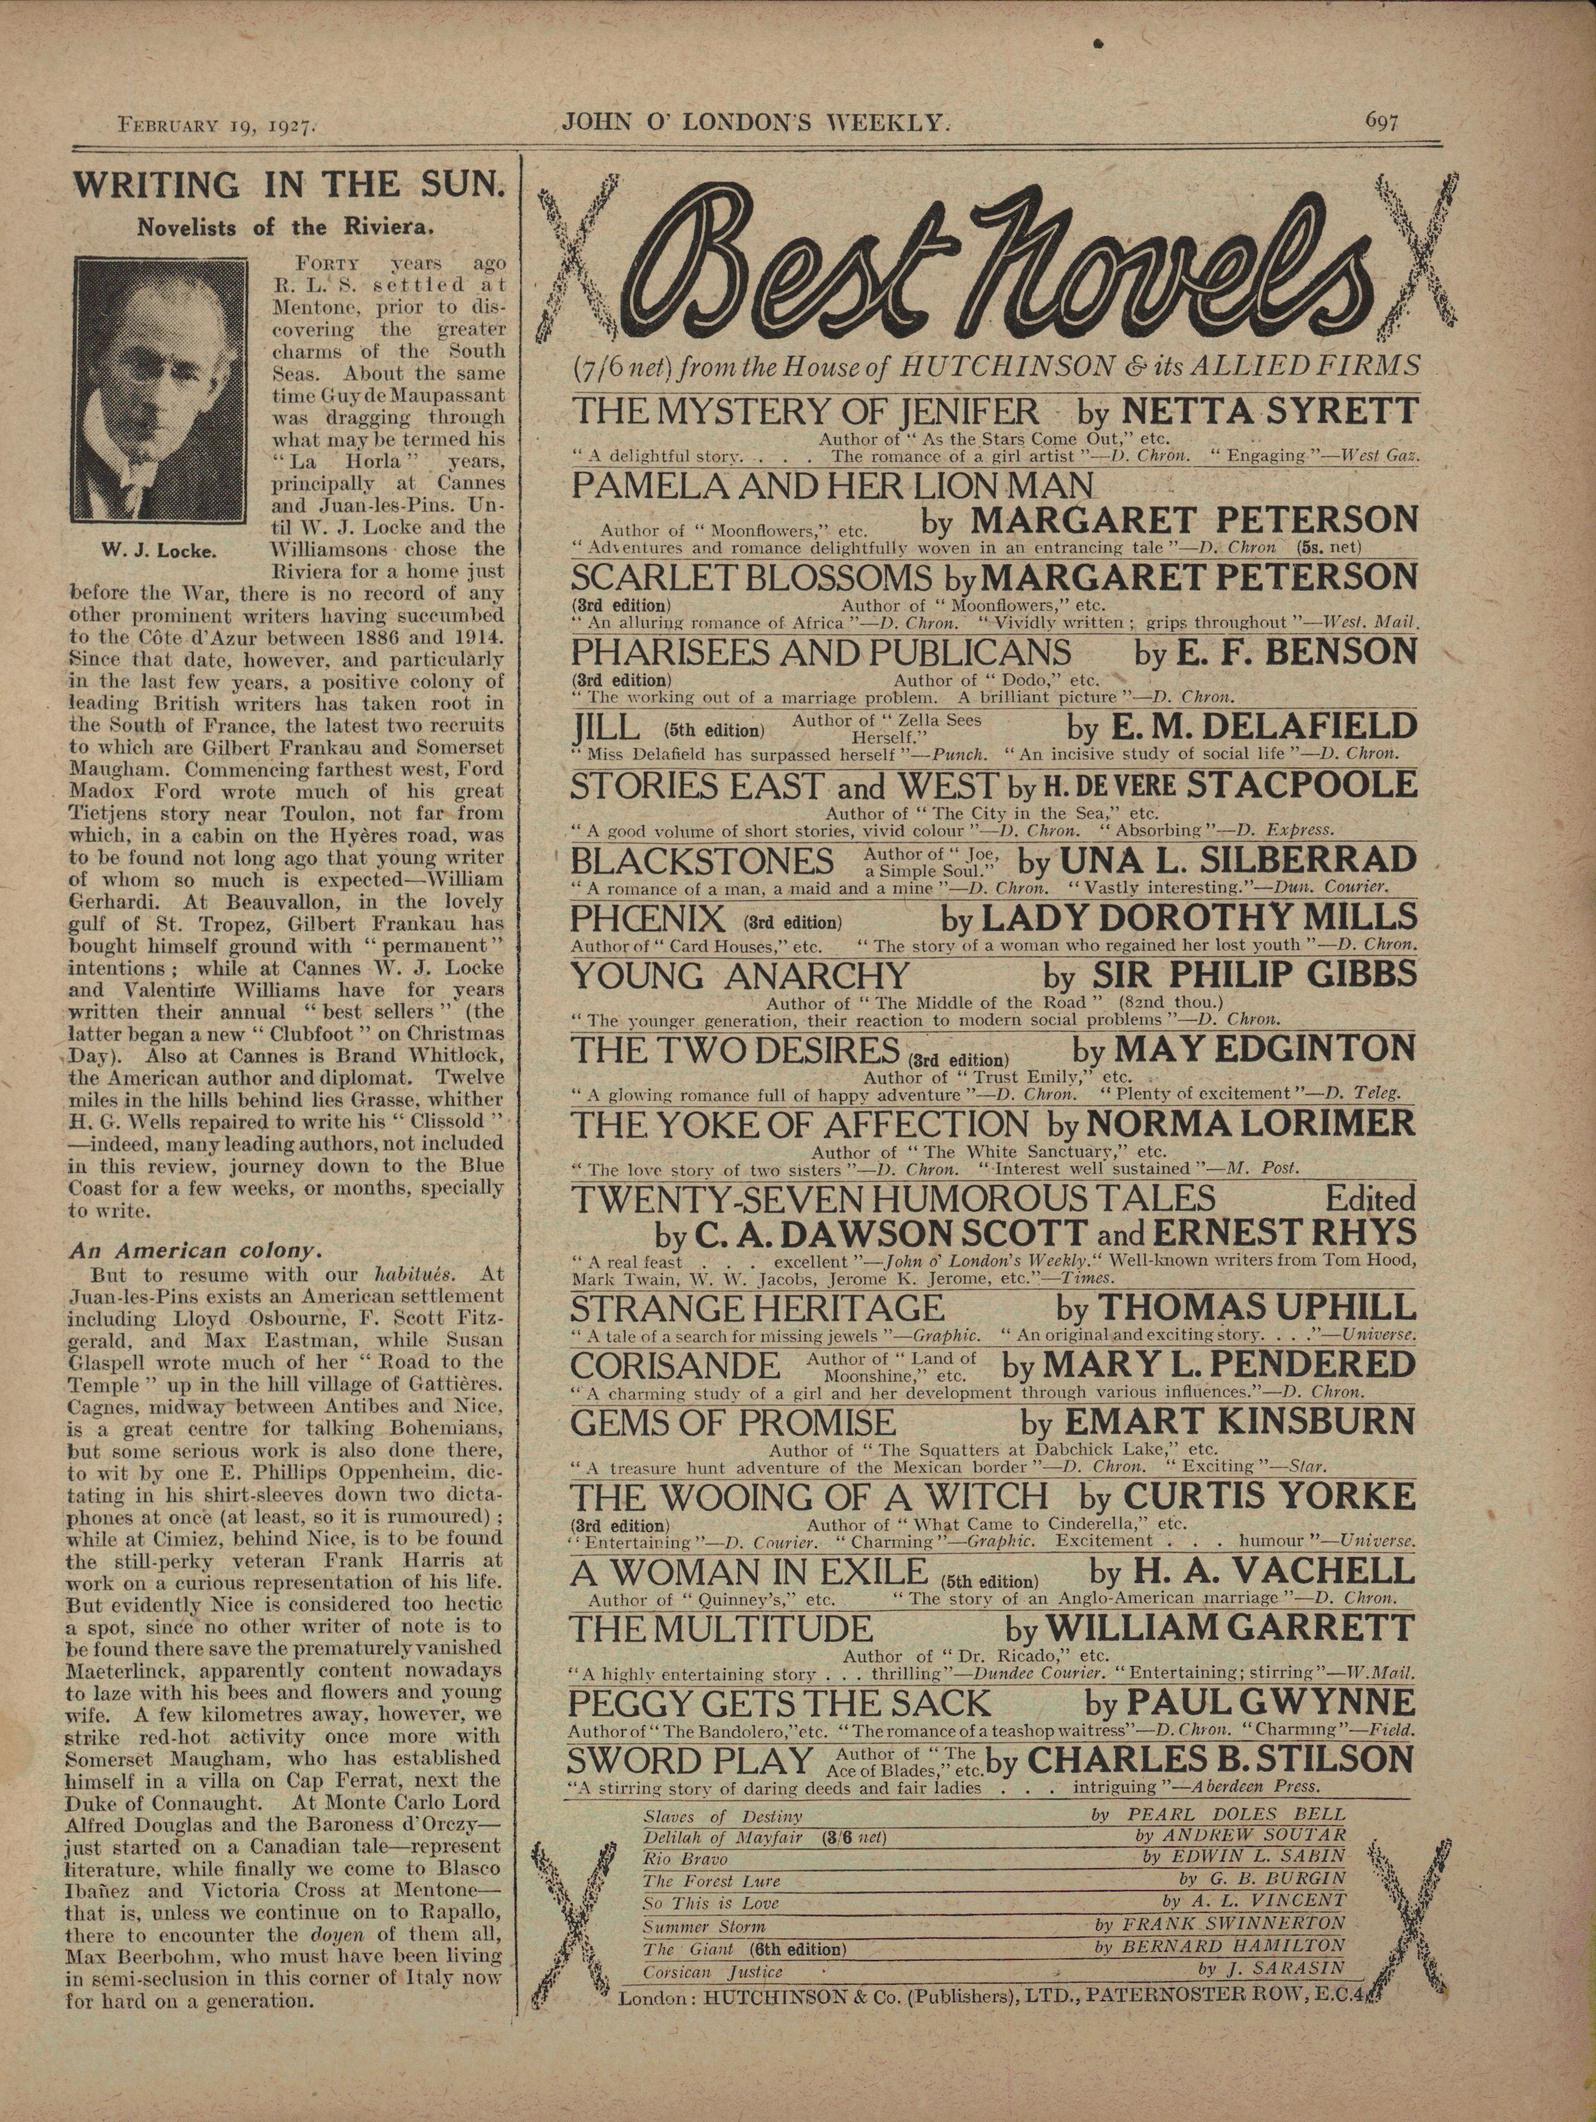 FEBRUARY 19, 1927.
JOHN O' LONDON'S WEEKLY.
697
WRITING IN THE SUN.
Novelists of the Riviera.
FORTY years ago
R. L. S. settled at
Mentone, prior to dis-
covering the greater
charms of the South
Seas. About the same
time Guy de Maupassant
was dragging through
what may be termed his
“ La Horla ” years,
principally at Cannes
and Juan-les-Pins. Un-
til W. J. Locke and the
Williamsons chose the
Riviera for a home just
W. J. Locke.
before the War, there is no record of any
other prominent writers having succumbed
to the Côte d'Azur between 1886 and 1914.
Since that date, however, and particularly
in the last few years, a positive colony of
leading British writers has taken root in
the South of France, the latest two recruits
to which are Gilbert Frankau and Somerset
Maugham. Commencing farthest west, Ford
Madox Ford wrote much of his great
Tietjens story near Toulon, not far from
which, in a cabin on the Hyères road, was
to be found not long ago that young writer
of whom so much is expected—William
Gerhardi. At Beauvallon, in the lovely
gulf of St. Tropez, Gilbert Frankau has
bought himself ground with “ permanent ”
intentions ; while at Cannes W. J. Locke
and Valentine Williams have for years
written their annual “ best sellers ” (the
latter began a new “ Clubfoot ” on Christmas
Day). Also at Cannes is Brand Whitlock,
the American author and diplomat. Twelve
miles in the hills behind lies Grasse, whither
H. G. Wells repaired to write his “ Clissold ”
—indeed, many leading authors, not included
in this review, journey down to the Blue
Coast for a few weeks, or months, specially
to write.
An American colony.
But to resume with our habitués. At
Juan-les-Pins exists an American settlement
including Lloyd Osbourne, F. Scott Fitz-
gerald, and Max Eastman, while Susan
Glaspell wrote much of her “ Road to the
Temple ” up in the hill village of Gattières.
Cagnes, midway between Antibes and Nice,
is a great centre for talking Bohemians,
but some serious work is also done there,
to wit by one E. Phillips Oppenheim, dic-
tating in his shirt-sleeves down two dicta-
phones at once (at least, so it is rumoured) ;
while at Cimiez, behind Nice, is to be found
the still-perky veteran Frank Harris at
work on a curious representation of his life.
But evidently Nice is considered too hectic
a spot, since no other writer of note is to
be found there save the prematurely vanished
Maeterlinck, apparently content nowadays
to laze with his bees and flowers and young
wife. A few kilometres away, however, we
strike red-hot activity once more with
Somerset Maugham, who has established
himself in a villa on Cap Ferrat, next the
Duke of Connaught. At Monte Carlo Lord
Alfred Douglas and the Baroness d'Orczy—
just started on a Canadian tale—represent
literature, while finally we come to Blasco
Ibañez and Victoria Cross at Mentone—
that is, unless we continue on to Rapallo,
there to encounter the doyen of them all,
Max Beerbohm, who must have been living
in semi-seclusion in this corner of Italy now
for hard on a generation.
Best Novels
(7/6 net) from the House of HUTCHINSON & its ALLIED FIRMS
THE MYSTERY OF JENIFER by NETTA SYRETT
Author of “ As the Stars Come Out,” etc.
“ A delightful story. . . . The romance of a girl artist ”—D. Chron. “ Engaging ”—West Gaz.
PAMELA AND HER LION MAN
Author of “ Moonflowers,” etc. by MARGARET PETERSON
“ Adventures and romance delightfully woven in an entrancing tale ”—D. Chron (5s. net)
SCARLET BLOSSOMS by MARGARET PETERSON
(3rd edition) Author of “ Moonflowers,” etc.
“ An alluring romance of Africa ”—D. Chron. “ Vividly written ; grips throughout ”—West. Mail.
PHARISEES AND PUBLICANS by E. F. BENSON
(3rd edition) Author of “ Dodo,” etc.
“ The working out of a marriage problem. A brilliant picture ”—D. Chron.
JILL (5th edition) Author of “ Zella Sees Herself.” by E. M. DELAFIELD
“ Miss Delafield has surpassed herself ”—Punch. “ An incisive study of social life ”—D. Chron.
STORIES EAST and WEST by H. DE VERE STACPOOLE
Author of “ The City in the Sea,” etc.
“ A good volume of short stories, vivid colour ”—D. Chron. “ Absorbing ”—D. Express.
BLACKSTONES Author of “ Joe, a Simple Soul.” by UNA L. SILBERRAD
“ A romance of a man, a maid and a mine ”—D. Chron. “ Vastly interesting.”—Dun. Courier.
PHŒNIX (3rd edition) by LADY DOROTHY MILLS
Author of “ Card Houses,” etc. “ The story of a woman who regained her lost youth ”—D. Chron.
YOUNG ANARCHY by SIR PHILIP GIBBS
Author of “ The Middle of the Road ” (82nd thou.)
“ The younger generation, their reaction to modern social problems ”—D. Chron.
THE TWO DESIRES (3rd edition) by MAY EDGINTON
Author of “ Trust Emily,” etc.
“ A glowing romance full of happy adventure ”—D. Chron. “ Plenty of excitement ”—D. Teleg.
THE YOKE OF AFFECTION by NORMA LORIMER
Author of “ The White Sanctuary,” etc.
“ The love story of two sisters ”—D. Chron. “ Interest well sustained ”—M. Post.
TWENTY-SEVEN HUMOROUS TALES Edited
by C. A. DAWSON SCOTT and ERNEST RHYS
“ A real feast . . . excellent ”—John o' London's Weekly. “ Well-known writers from Tom Hood,
Mark Twain, W. W. Jacobs, Jerome K. Jerome, etc.”—Times.
STRANGE HERITAGE by THOMAS UPHILL
“ A tale of a search for missing jewels ”—Graphic. “ An original and exciting story. . . .”—Universe.
CORISANDE Author of “ Land of Moonshine,” etc. by MARY L. PENDERED
“ A charming study of a girl and her development through various influences.”—D. Chron.
GEMS OF PROMISE by EMART KINSBURN
Author of “ The Squatters at Dabchick Lake,” etc.
“ A treasure hunt adventure of the Mexican border ”—D. Chron. “ Exciting ”—Star.
THE WOOING OF A WITCH by CURTIS YORKE
(3rd edition) Author of “ What Came to Cinderella,” etc.
“ Entertaining ”—D. Courier. “ Charming ”—Graphic. Excitement . . . humour ”—Universe.
A WOMAN IN EXILE (5th edition) by H. A. VACHELL
Author of “ Quinney's,” etc. “ The story of an Anglo-American marriage ”—D. Chron.
THE MULTITUDE by WILLIAM GARRETT
Author of “ Dr. Ricado,” etc.
“ A highly entertaining story . . . thrilling”—Dundee Courier. “ Entertaining; stirring ”—W. Mail.
PEGGY GETS THE SACK by PAUL GWYNNE
Author of “ The Bandolero,” etc. “ The romance of a teashop waitress”—D. Chron. “ Charming”—Field.
SWORD PLAY Author of “ The Ace of Blades,” etc. by CHARLES B. STILSON
“ A stirring story of daring deeds and fair ladies . . . intriguing ”—Aberdeen Press.
Slaves of Destiny by PEARL DOLES BELL
Delilah of Mayfair (3/6 net) by ANDREW SOUTAR
Rio Bravo by EDWIN L. SABIN
The Forest Lure by G. B. BURGIN
So This is Love by A. L. VINCENT
Summer Storm by FRANK SWINNERTON
The Giant (6th edition) by BERNARD HAMILTON
Corsican Justice by J. SARASIN
London: HUTCHINSON & Co. (Publishers), LTD., PATERNOSTER ROW, E.C.4